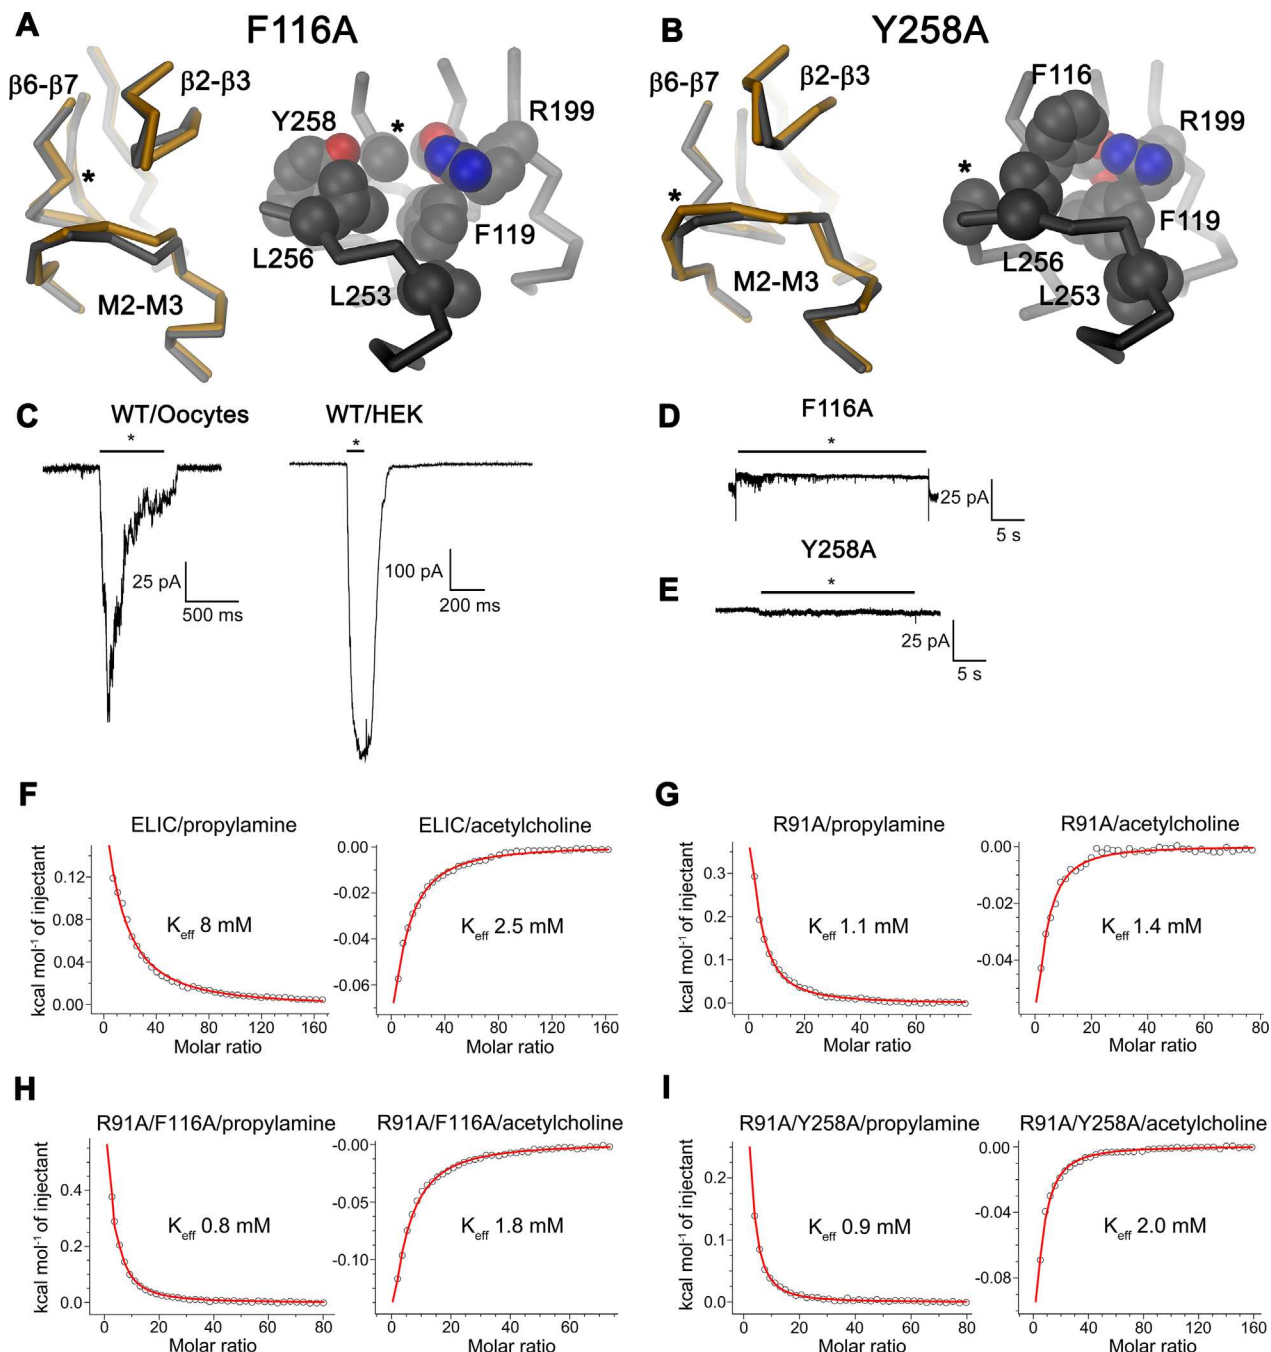 A
F116A
β6-β7
β2-β3
*
M2-M3
Y258
*
R199
L256
F119
L253
B
Y258A
β6-β7
β2-β3
*
M2-M3
F116
R199
*
F119
L256
L253
C
WT/Oocytes
*
25 pA
500 ms
WT/HEK
*
100 pA
200 ms
D
F116A
*
25 pA
5 s
Y258A
E
*
25 pA
5 s
F
ELIC/propylamine
kcal mol⁻¹ of injectant
0.12
0.08
0.04
0.00
Keff 8 mM
0 40 80 120 160
Molar ratio
ELIC/acetylcholine
0.00
-0.02
-0.04
-0.06
Keff 2.5 mM
0 40 80 120 160
Molar ratio
G
R91A/propylamine
kcal mol⁻¹ of injectant
0.3
0.2
0.1
0.0
Keff 1.1 mM
0 20 40 60 80
Molar ratio
R91A/acetylcholine
0.00
-0.02
-0.04
Keff 1.4 mM
0 20 40 60 80
Molar ratio
H
R91A/F116A/propylamine
kcal mol⁻¹ of injectant
0.4
0.2
0.0
Keff 0.8 mM
0 20 40 60 80
Molar ratio
R91A/F116A/acetylcholine
-0.00
-0.05
-0.10
Keff 1.8 mM
0 20 40 60
Molar ratio
I
R91A/Y258A/propylamine
kcal mol⁻¹ of injectant
0.2
0.1
0.0
Keff 0.9 mM
0 20 40 60 80
Molar ratio
R91A/Y258A/acetylcholine
0.00
-0.04
-0.08
Keff 2.0 mM
0 40 80 120 160
Molar ratio